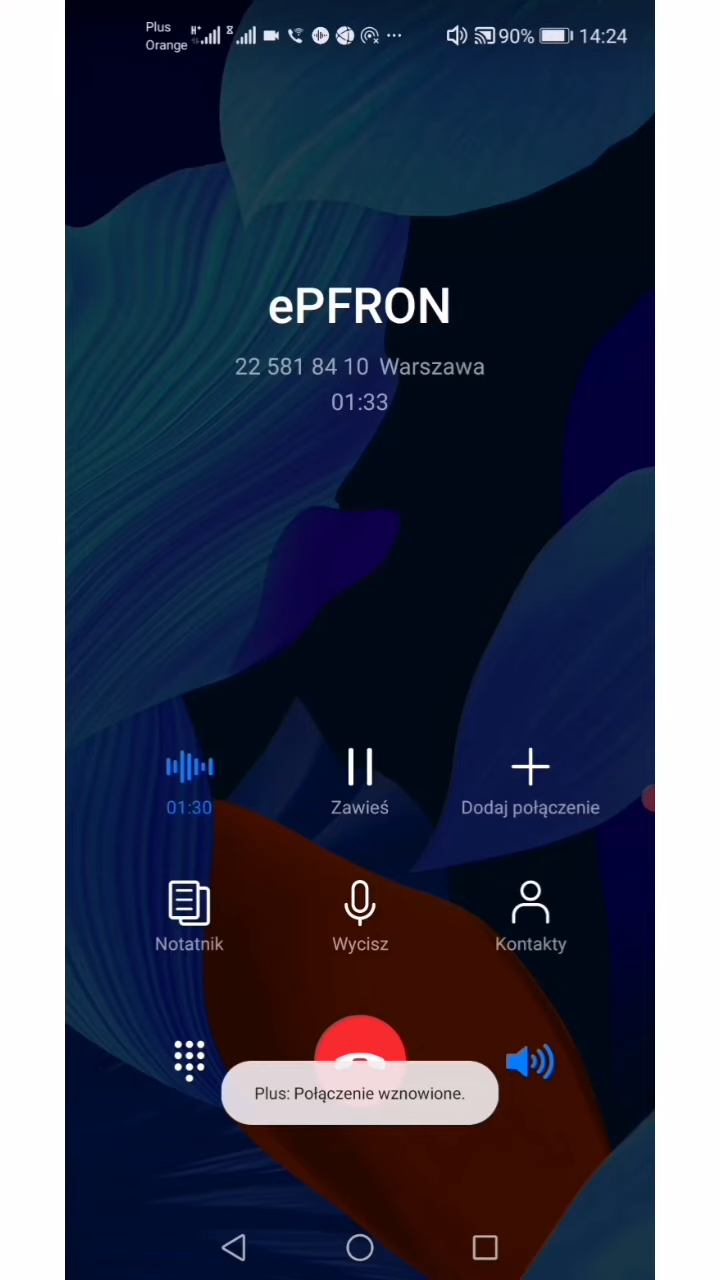 Plus
Orange
90% 14:24
ePFRON
22 581 84 10 Warszawa
01:33
01:30 Zawieś Dodaj połączenie
Notatnik Wycisz Kontakty
Plus: Połączenie wznowione.